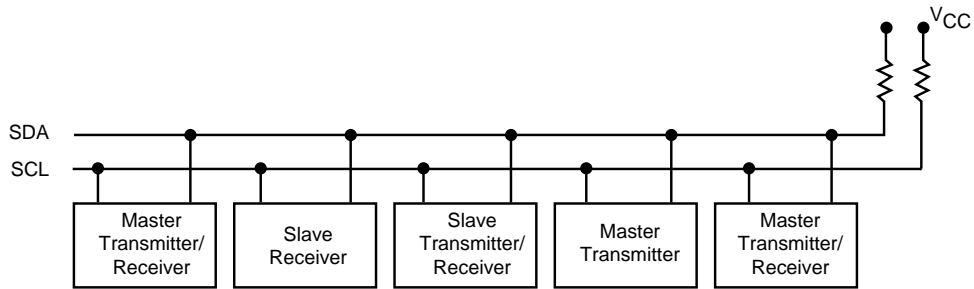 VCC
SDA
SCL
Master
Transmitter/
Receiver
Slave
Receiver
Slave
Transmitter/
Receiver
Master
Transmitter
Master
Transmitter/
Receiver